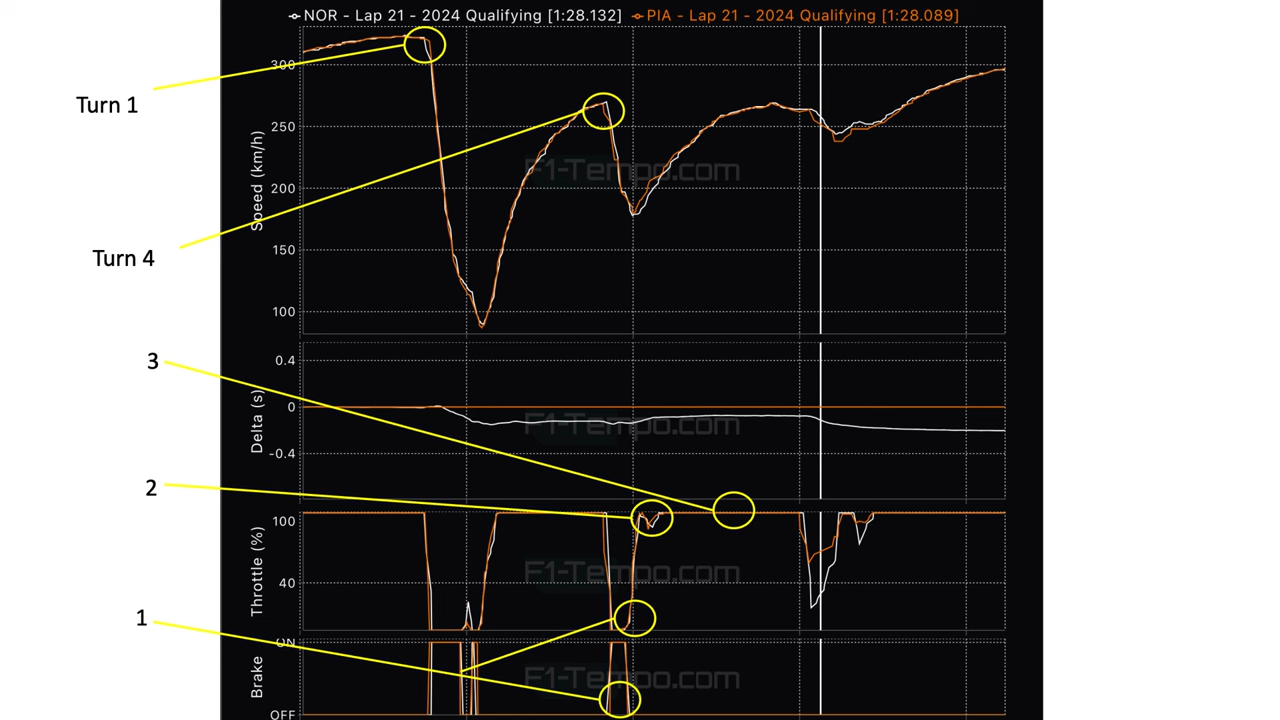 NOR - Lap 21 - 2024 Qualifying [1:28.132] PIA - Lap 21 - 2024 Qualifying [1:28.089]
Turn 1
Turn 4
3
2
1
Speed (km/h)
300
250
200
150
100
F1-Tempo.com
Delta (s)
0.4
0
-0.4
F1-Tempo.com
Throttle (%)
100
40
F1-Tempo.com
Brake
ON
OFF
F1-Tempo.com